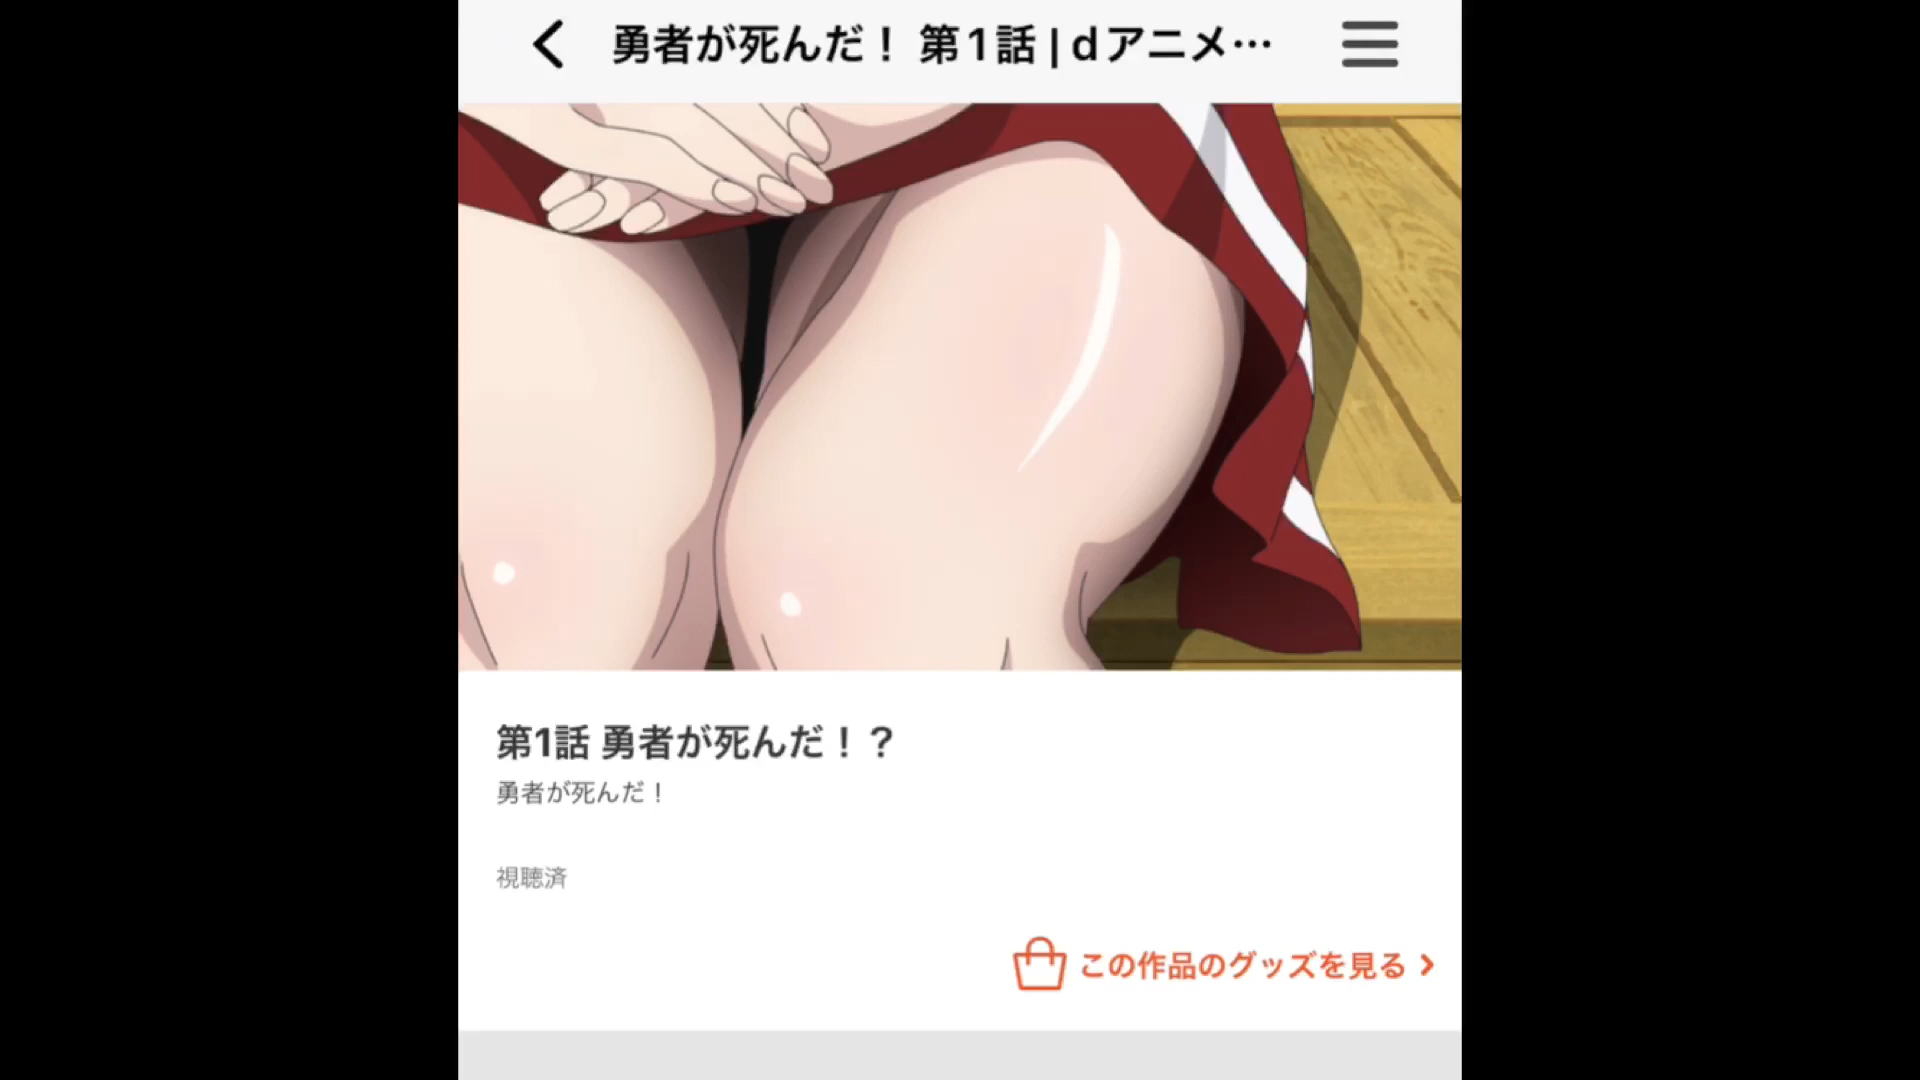 勇者が死んだ！ 第1話 | dアニメ…
第1話 勇者が死んだ！？
勇者が死んだ！
視聴済
この作品のグッズを見る